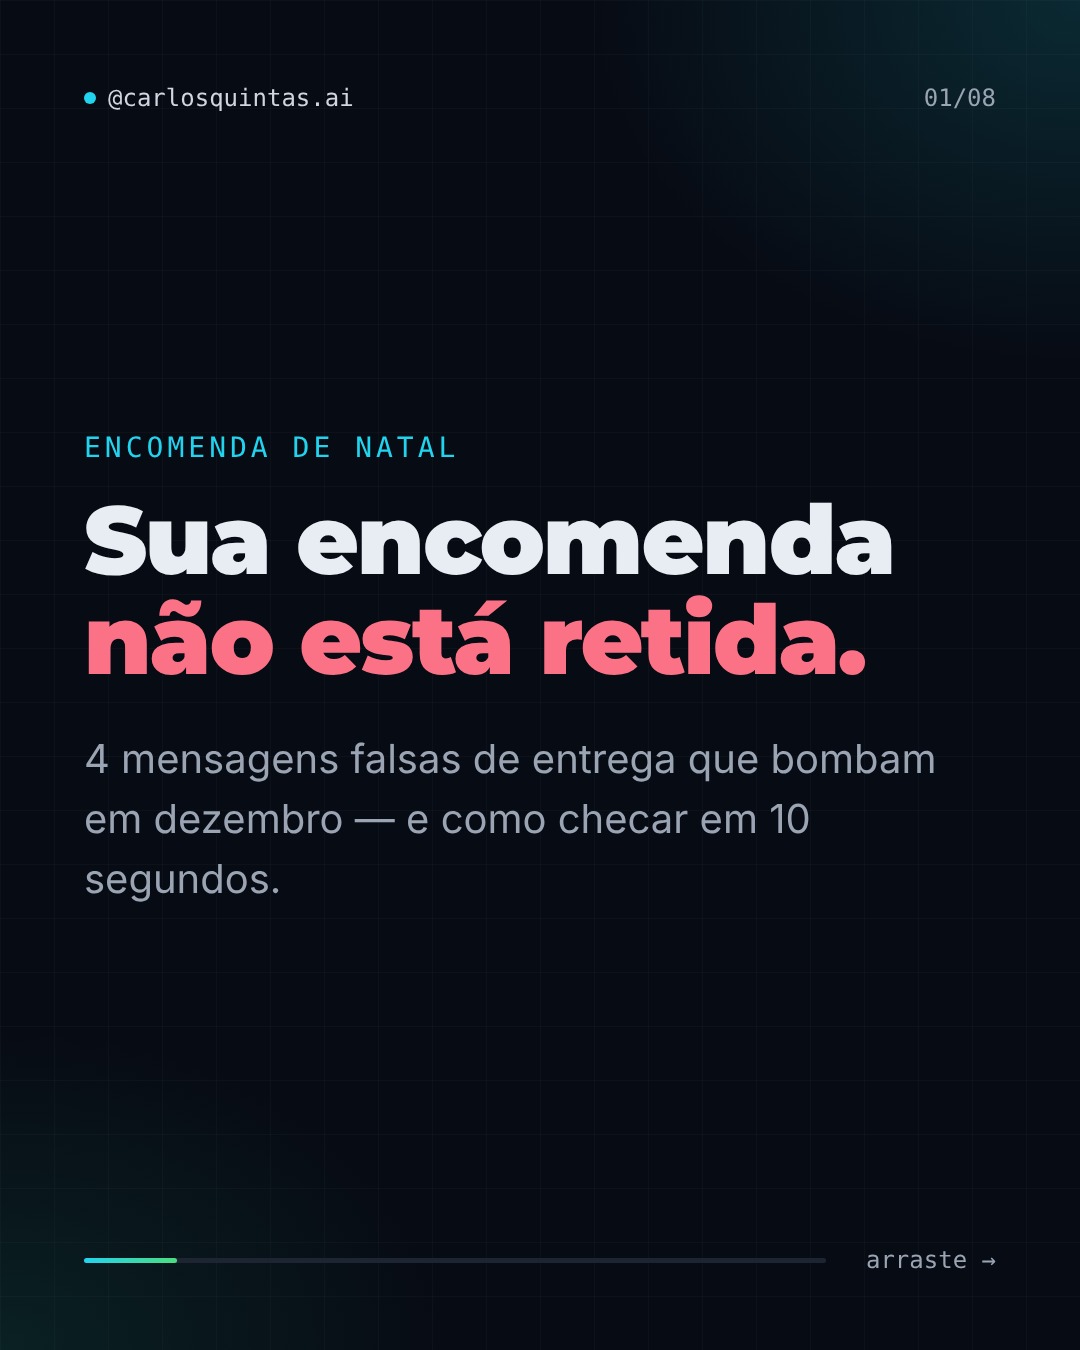 @carlosquintas.ai
01/08
ENCOMENDA DE NATAL
Sua encomenda
não está retida.
4 mensagens falsas de entrega que bombam
em dezembro — e como checar em 10
segundos.
arraste →